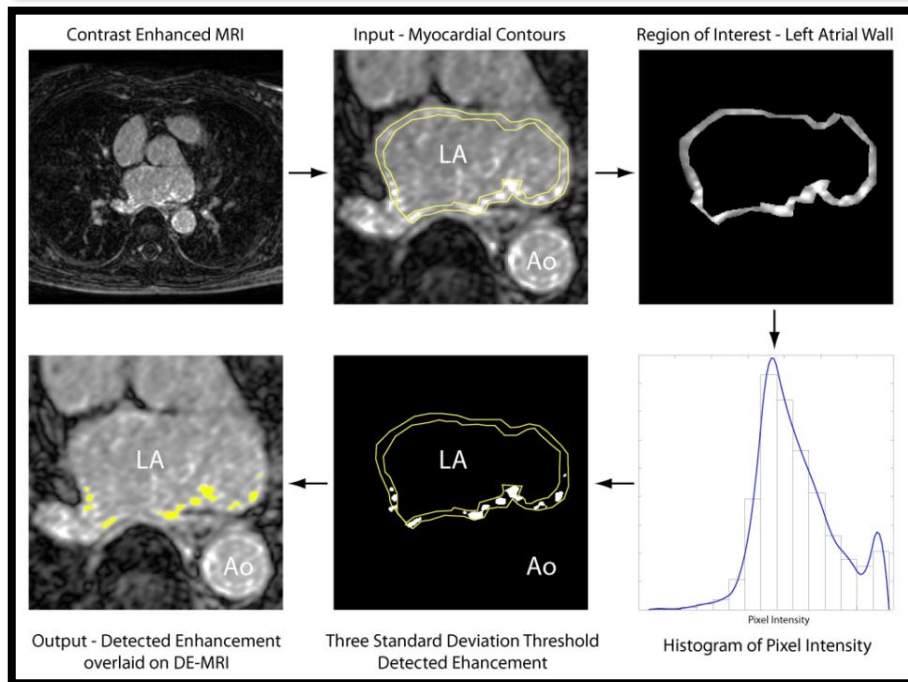 Contrast Enhanced MRI
Input - Myocardial Contours
Region of Interest - Left Atrial Wall
LA
Ao
LA
Ao
LA
Ao
Pixel Intensity
Output - Detected Enhancement
overlaid on DE-MRI
Three Standard Deviation Threshold
Detected Ehancement
Histogram of Pixel Intensity